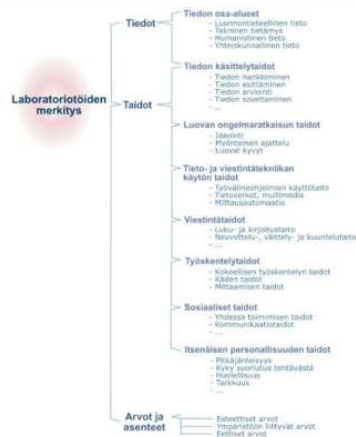 Laboratoriotöiden
merkitys
Tiedot
Tiedon osa-alueet
- Luonnontieteellinen tieto
- Tekninen tietämys
- Humanistinen tieto
- Yhteiskunnallinen tieto
Taidot
Tiedon käsittelytaidot
- Tiedon hankkiminen
- Tiedon esittäminen
- Tiedon arviointi
- Tiedon soveltaminen
- ...
Luovan ongelmaratkaisun taidot
- Ideointi
- Myönteinen ajattelu
- Luovat kyvyt
Tieto- ja viestintätekniikan
käytön taidot
- Työvälineohjelmien käyttötaito
- Tietoverkot, multimedia
- Mittausautomaatio
Viestintätaidot
- Luku- ja kirjoitustaito
- Neuvottelu-, väittely- ja kuuntelutaito
- ...
Työskentelytaidot
- Kokeellisen työskentelyn taidot
- Käden taidot
- Mittaamisen taidot
Sosiaaliset taidot
- Yhdessä toimimisen taidot
- Kommunikaatiotaidot
- ...
Itsenäisen personallisuuden taidot
- Pitkäjänteisyys
- Kyky suoriutua tehtävästä
- Huolellisuus
- Tarkkuus
- ...
Arvot ja
asenteet
Esteettiset arvot
Ympäristöön liittyvät arvot
Eettiset arvot